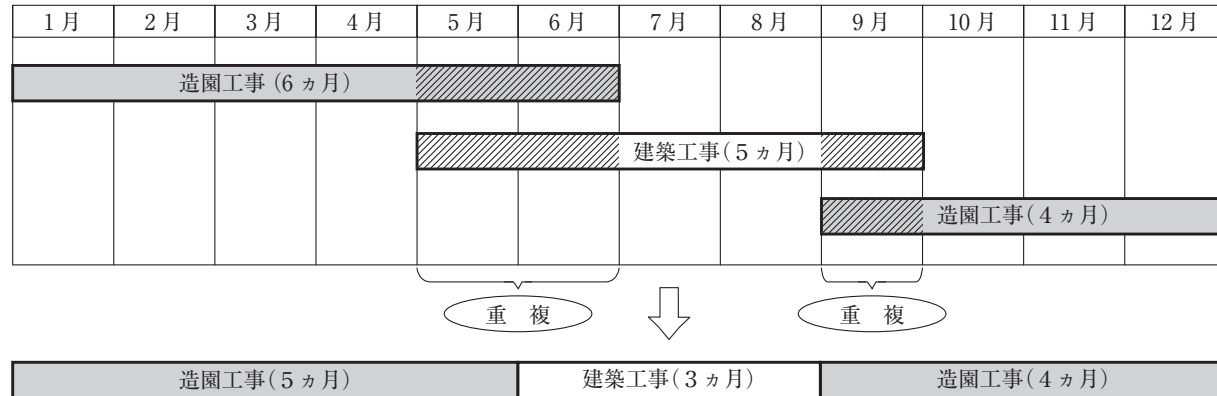 1月 2月 3月 4月 5月 6月 7月 8月 9月 10月 11月 12月
造園工事(6ヵ月)
建築工事(5ヵ月)
造園工事(4ヵ月)
重 複 重 複
造園工事(5ヵ月) 建築工事(3ヵ月) 造園工事(4ヵ月)